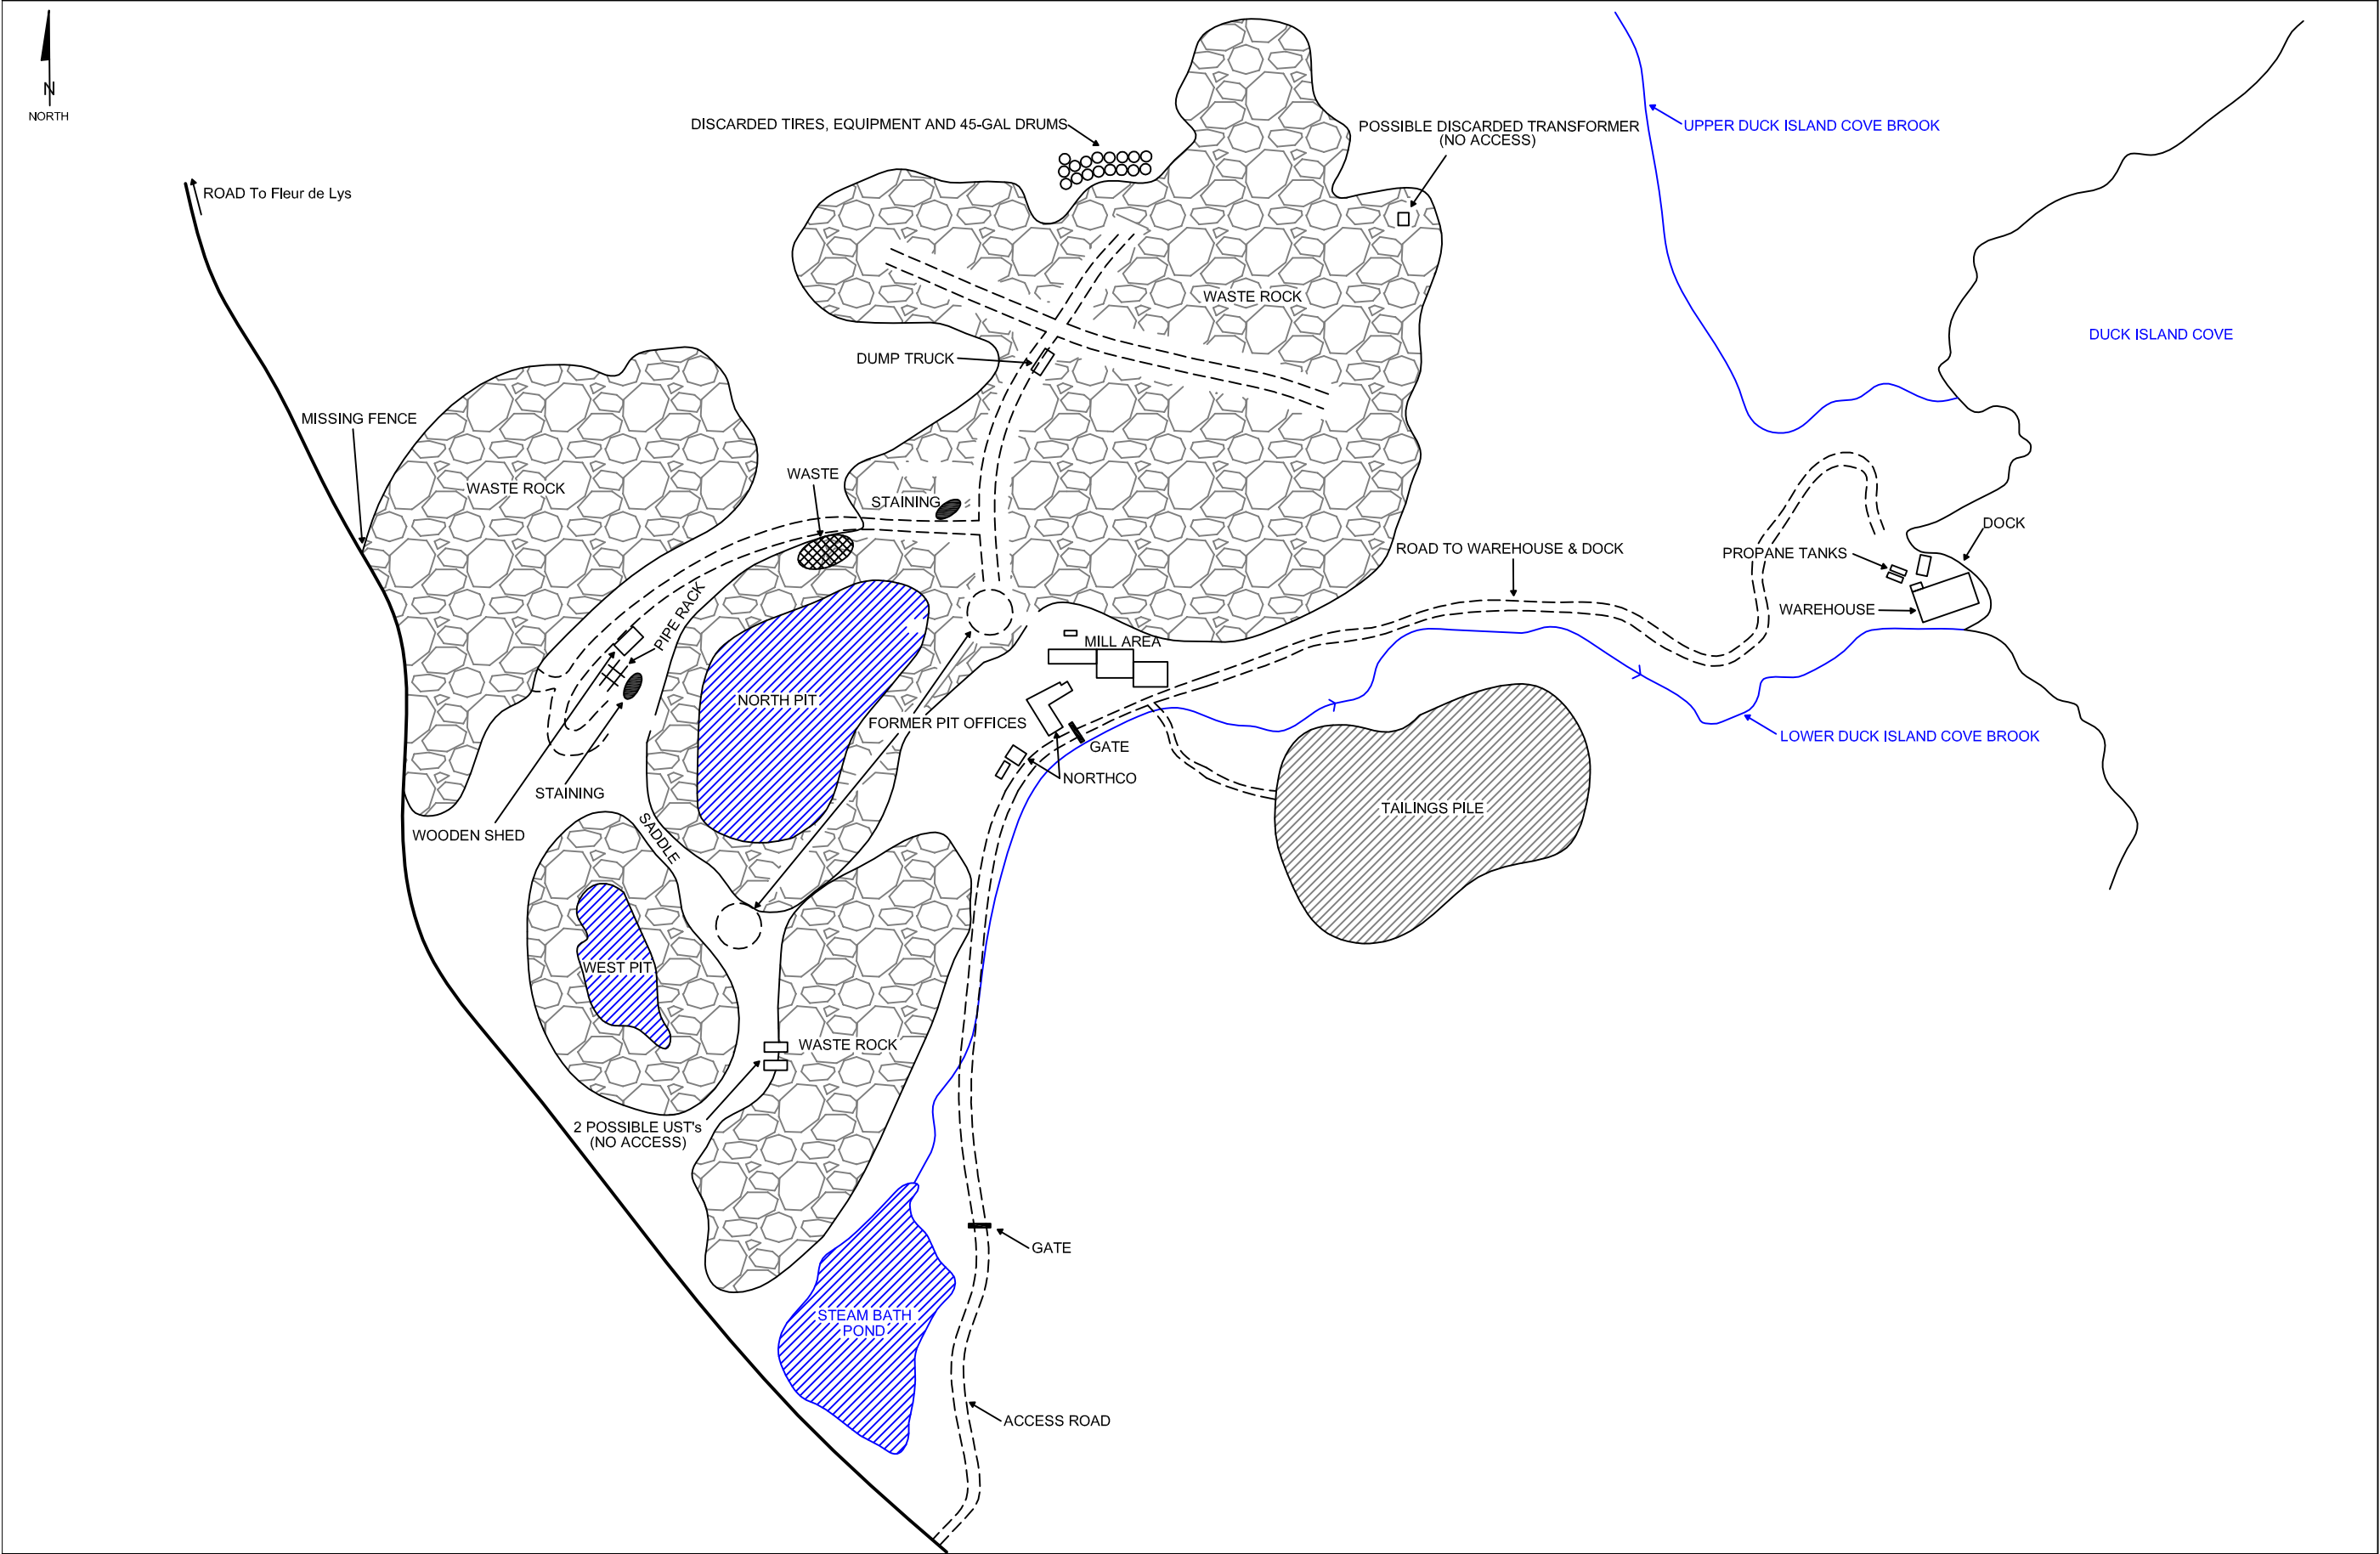 N
NORTH
ROAD To Fleur de Lys
DISCARDED TIRES, EQUIPMENT AND 45-GAL DRUMS
POSSIBLE DISCARDED TRANSFORMER
(NO ACCESS)
UPPER DUCK ISLAND COVE BROOK
WASTE ROCK
DUCK ISLAND COVE
DUMP TRUCK
MISSING FENCE
WASTE ROCK
WASTE
STAINING
DOCK
ROAD TO WAREHOUSE & DOCK
PROPANE TANKS
WAREHOUSE
PIPE RACK
MILL AREA
NORTH PIT
FORMER PIT OFFICES
GATE
LOWER DUCK ISLAND COVE BROOK
NORTHCO
STAINING
TAILINGS PILE
WOODEN SHED
SADDLE
WEST PIT
WASTE ROCK
2 POSSIBLE UST's
(NO ACCESS)
GATE
STEAM BATH
POND
ACCESS ROAD